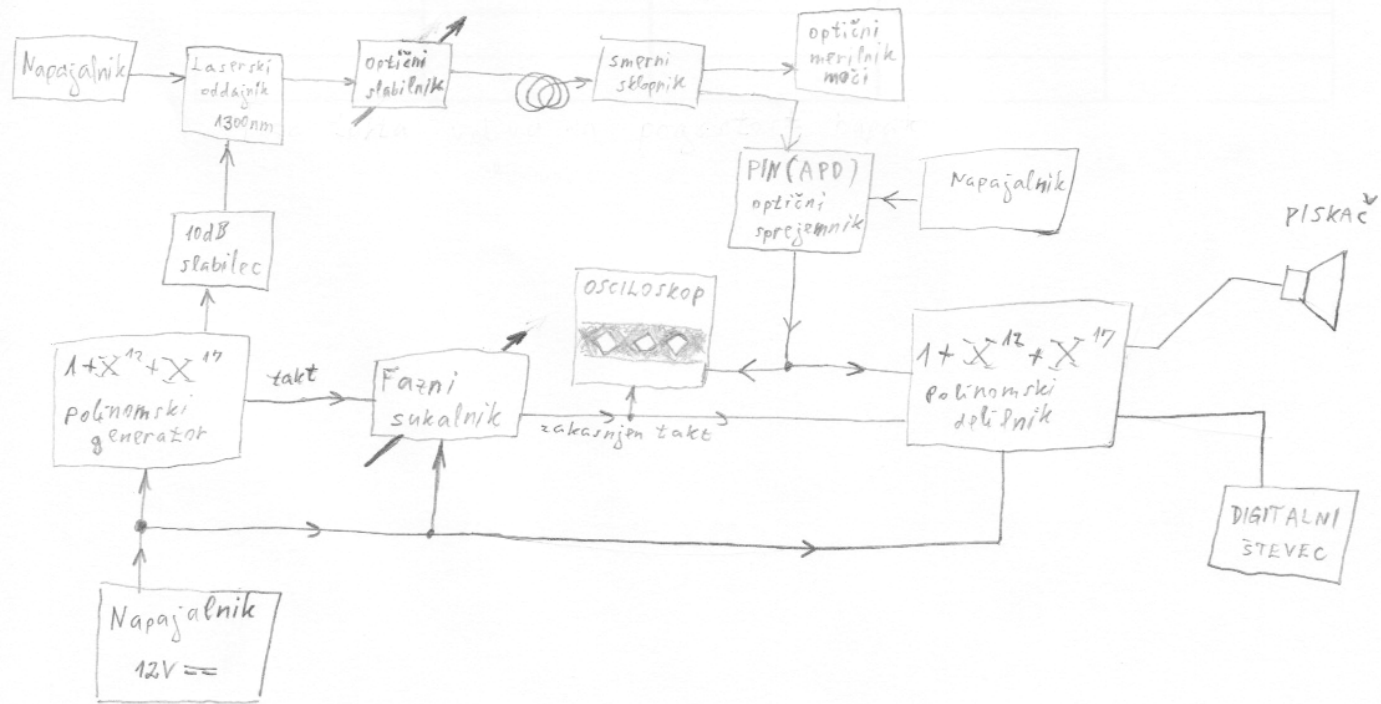 Napajalnik
Laserski
oddajnik
1300nm
optični
slabilnik
smerni
sklopnik
optični
merilnik
moči
PIN(APD)
optični
sprejemnik
Napajalnik
PISKAČ
10dB
slabilec
OSCILOSKOP
1+X¹²+X¹⁷
polinomski
generator
takt
Fazni
sukalnik
zakasnjen takt
1+X¹²+X¹⁷
polinomski
delilnik
DIGITALNI
ŠTEVEC
Napajalnik
12V ⎓